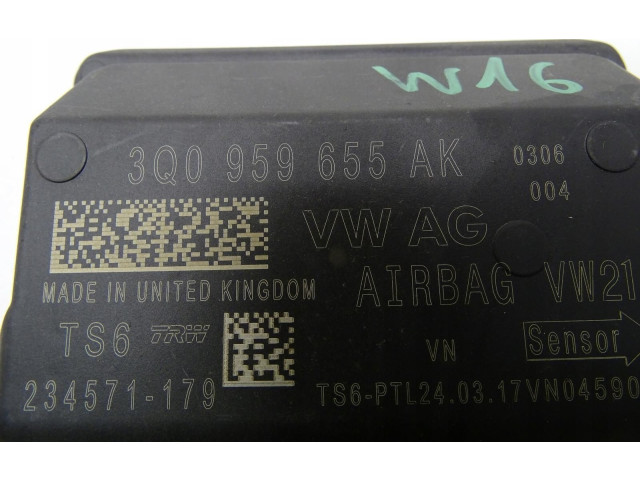 W16
3Q0 959 655 AK 0306
004
VW AG
MADE IN UNITED KINGDOM
AIRBAG VW21
TS6 TRW
VN
Sensor
234571-179
TS6-PTL24.03.17VN04590